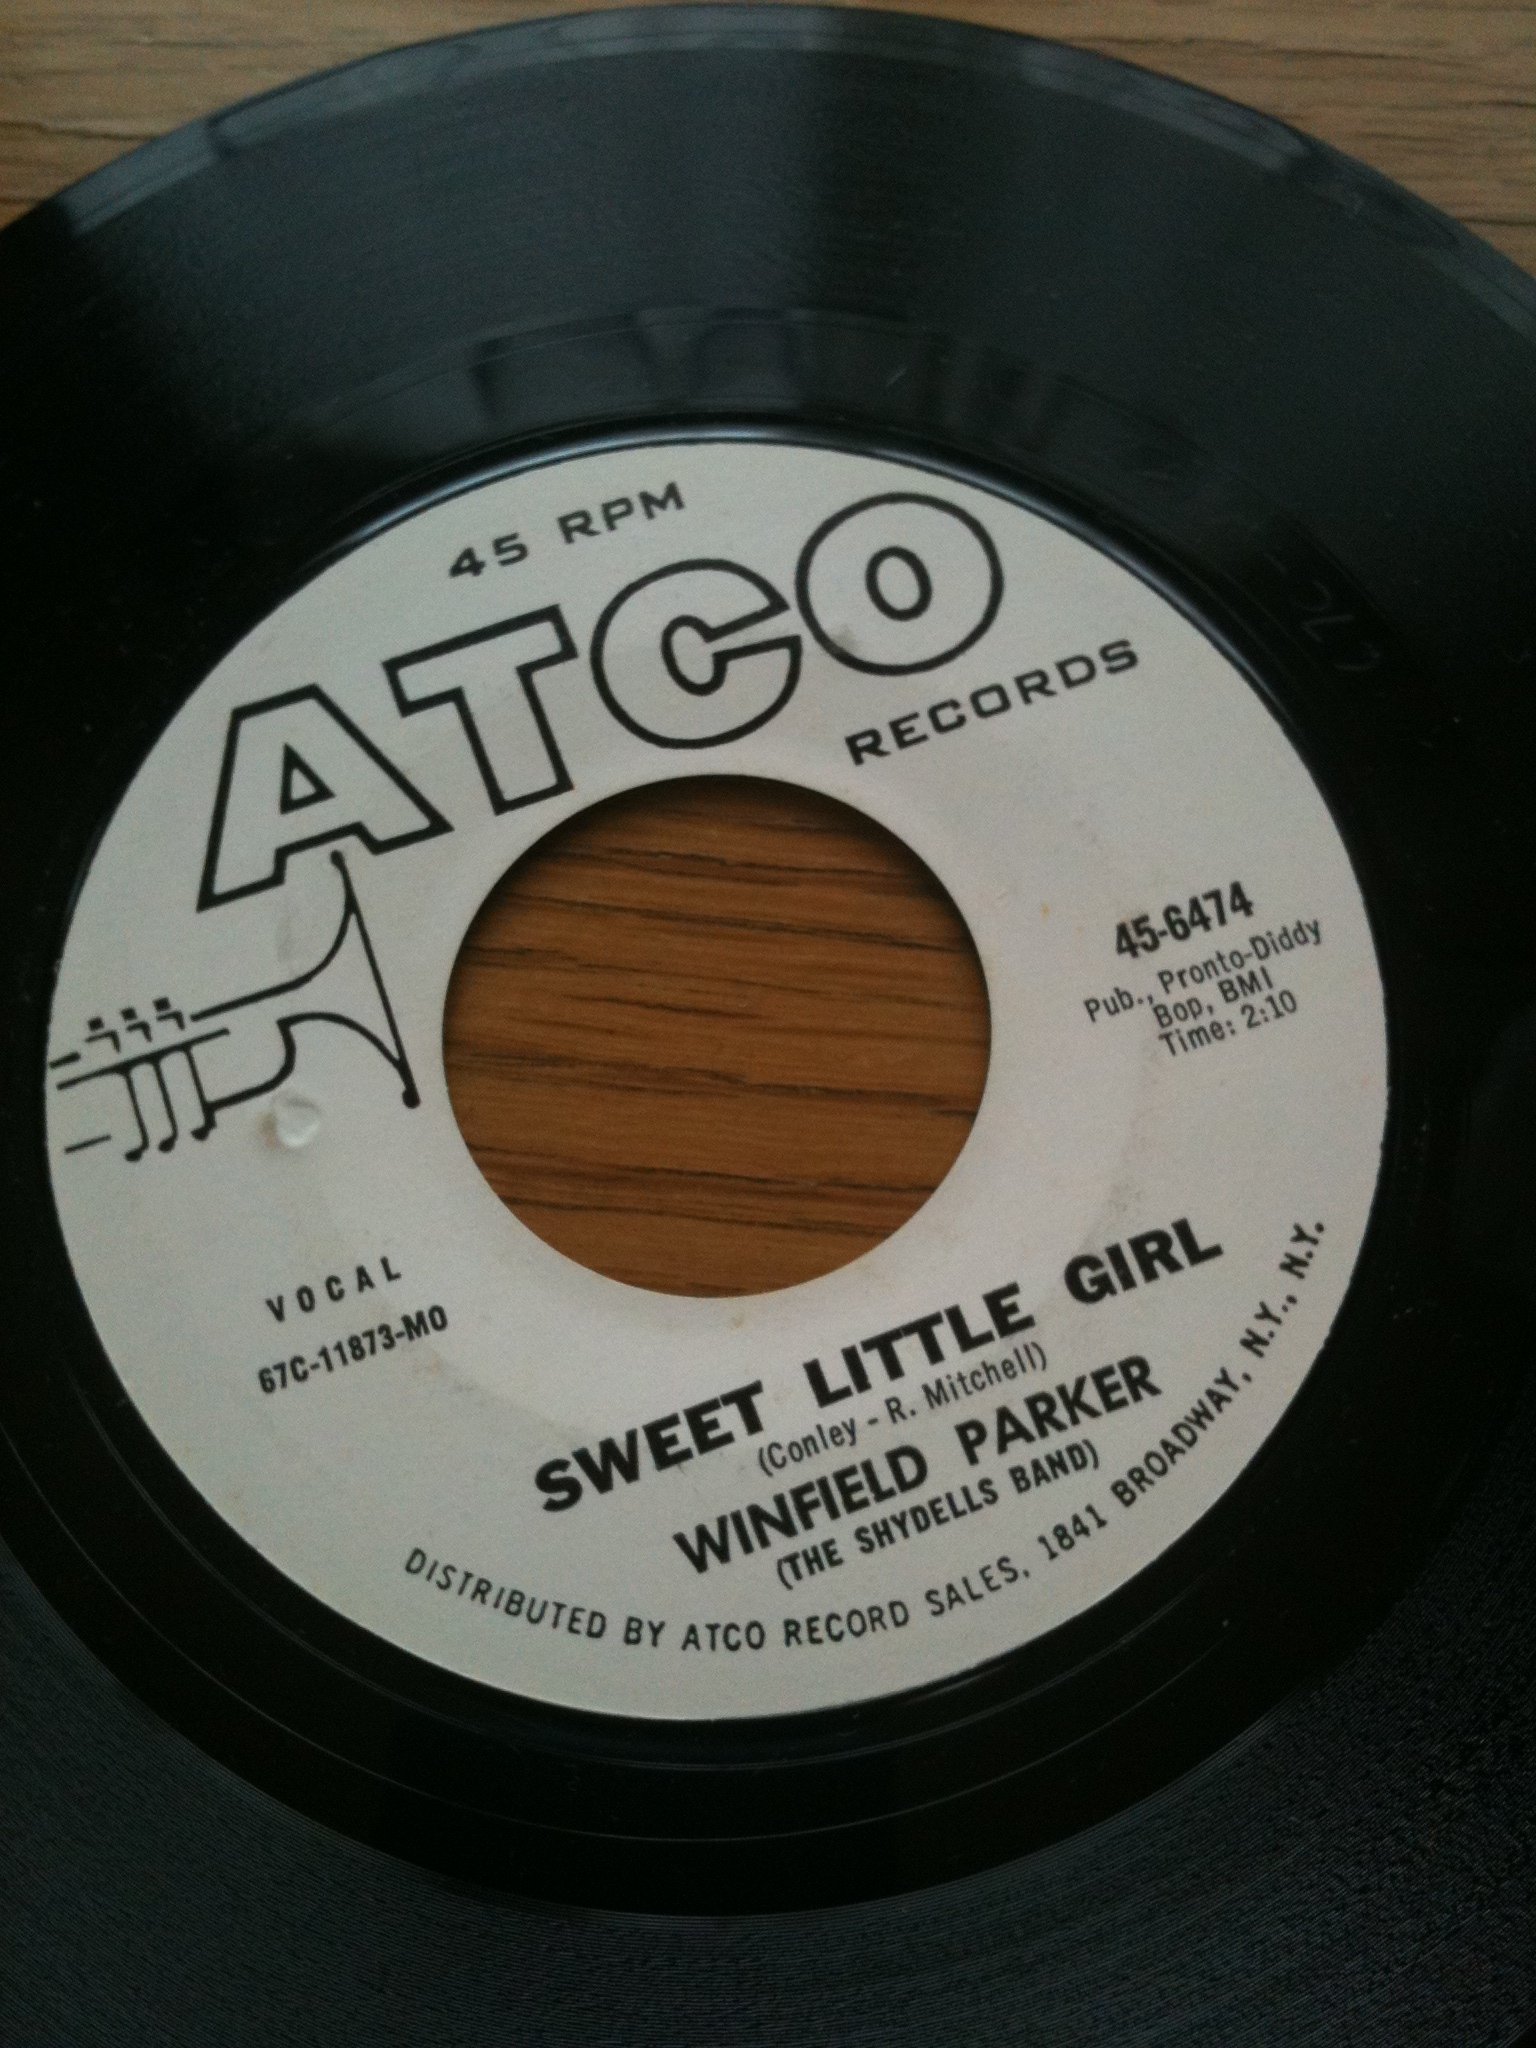 45 RPM
ATCO
RECORDS
45-6474
Pub., Pronto-Diddy
Bop, BMI
Time: 2:10
VOCAL
67C-11873-MO
SWEET LITTLE GIRL
(Conley - R. Mitchell)
WINFIELD PARKER
(THE SHYDELLS BAND)
DISTRIBUTED BY ATCO RECORD SALES, 1841 BROADWAY, N.Y., N.Y.